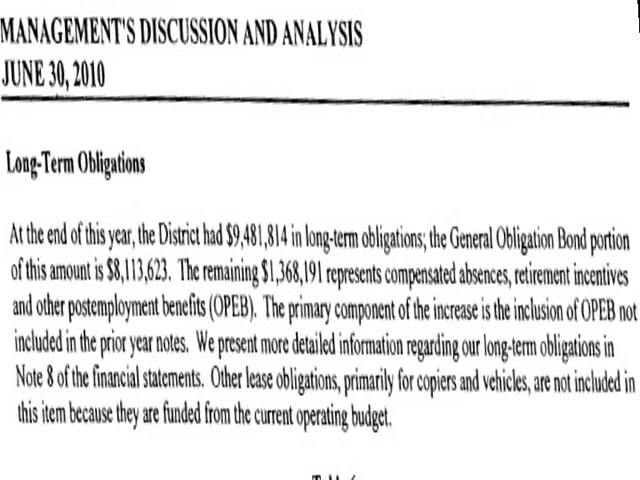 MANAGEMENT'S DISCUSSION AND ANALYSIS
JUNE 30, 2010
Long-Term Obligations
At the end of this year, the District had $9,481,814 in long-term obligations; the General Obligation Bond portion
of this amount is $8,113,623. The remaining $1,368,191 represents compensated absences, retirement incentives
and other postemployment benefits (OPEB). The primary component of the increase is the inclusion of OPEB not
included in the prior year notes. We present more detailed information regarding our long-term obligations in
Note 8 of the financial statements. Other lease obligations, primarily for copiers and vehicles, are not included in
this item because they are funded from the current operating budget.